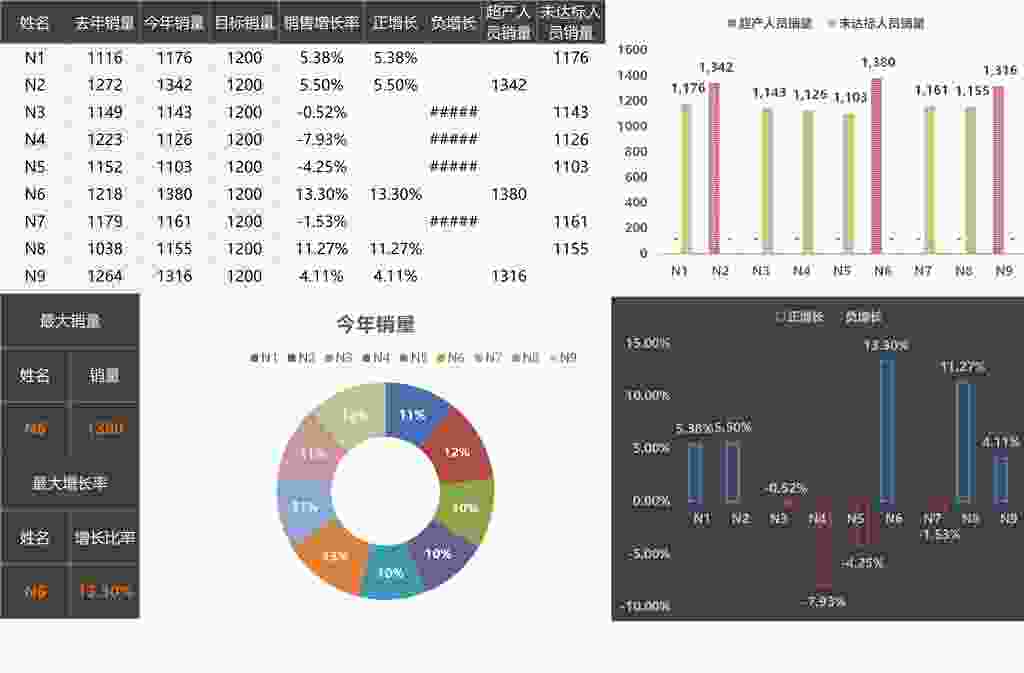 姓名 去年销量 今年销量 目标销量 销售增长率 正增长 负增长 超产人员销量 未达标人员销量
N1 1116 1176 1200 5.38% 5.38% 1176
N2 1272 1342 1200 5.50% 5.50% 1342
N3 1149 1143 1200 -0.52% ##### 1143
N4 1223 1126 1200 -7.93% ##### 1126
N5 1152 1103 1200 -4.25% ##### 1103
N6 1218 1380 1200 13.30% 13.30% 1380
N7 1179 1161 1200 -1.53% ##### 1161
N8 1038 1155 1200 11.27% 11.27% 1155
N9 1264 1316 1200 4.11% 4.11% 1316
超产人员销量 未达标人员销量
1600
1400
1200
1000
800
600
400
200
0
1,176 1,342 1,143 1,126 1,103 1,380 1,161 1,155 1,316
N1 N2 N3 N4 N5 N6 N7 N8 N9
最大销量
姓名 销量
N6 1380
最大增长率
姓名 增长比率
N6 13.30%
今年销量
N1 N2 N3 N4 N5 N6 N7 N8 N9
11%
12%
10%
10%
10%
13%
11%
11%
12%
正增长 负增长
15.00%
10.00%
5.00%
0.00%
-5.00%
-10.00%
5.38% 5.50% -0.52% -7.93% -4.25% 13.30% -1.53% 11.27% 4.11%
N1 N2 N3 N4 N5 N6 N7 N8 N9